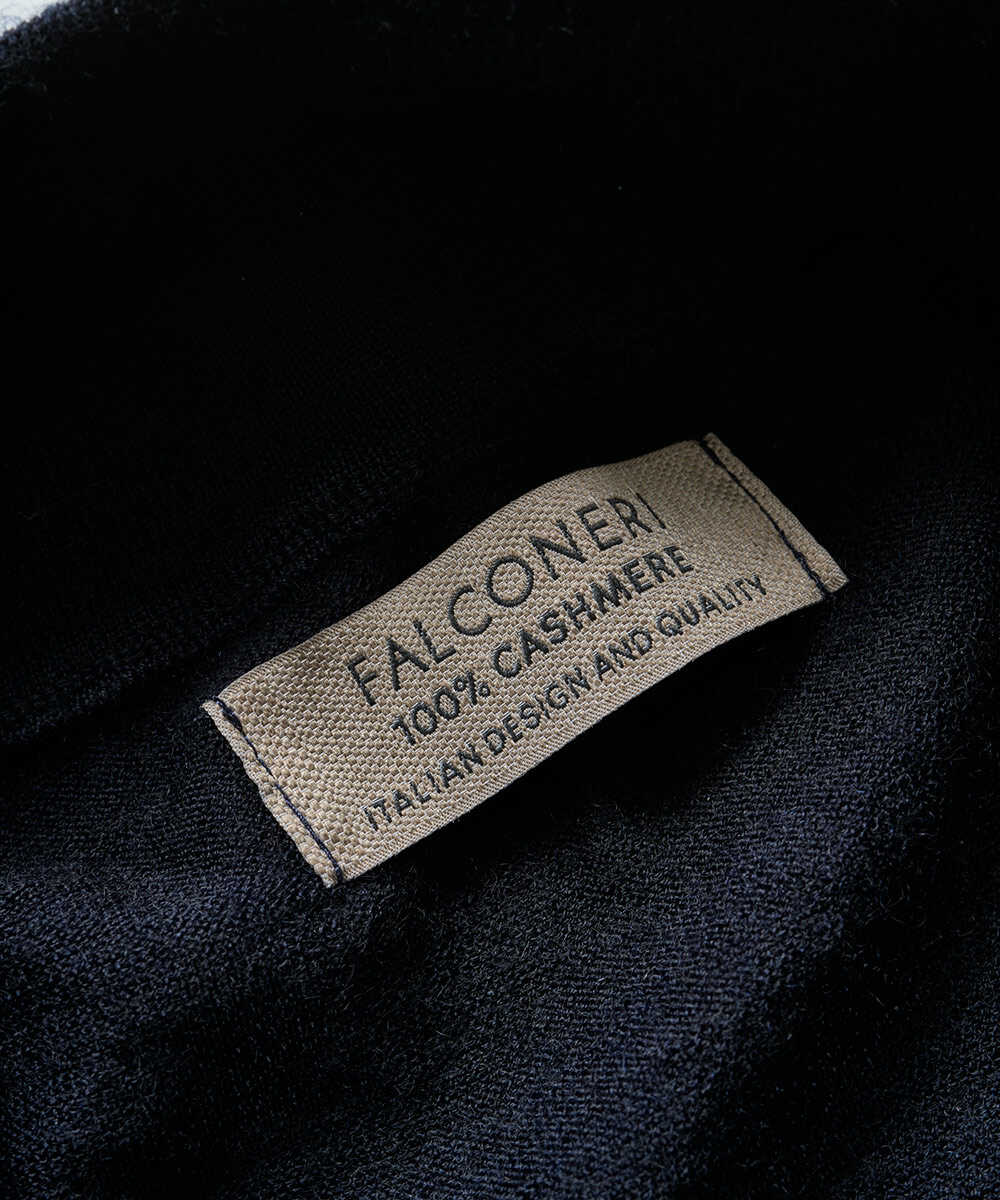 FALCONERI
100% CASHMERE
ITALIAN DESIGN AND QUALITY